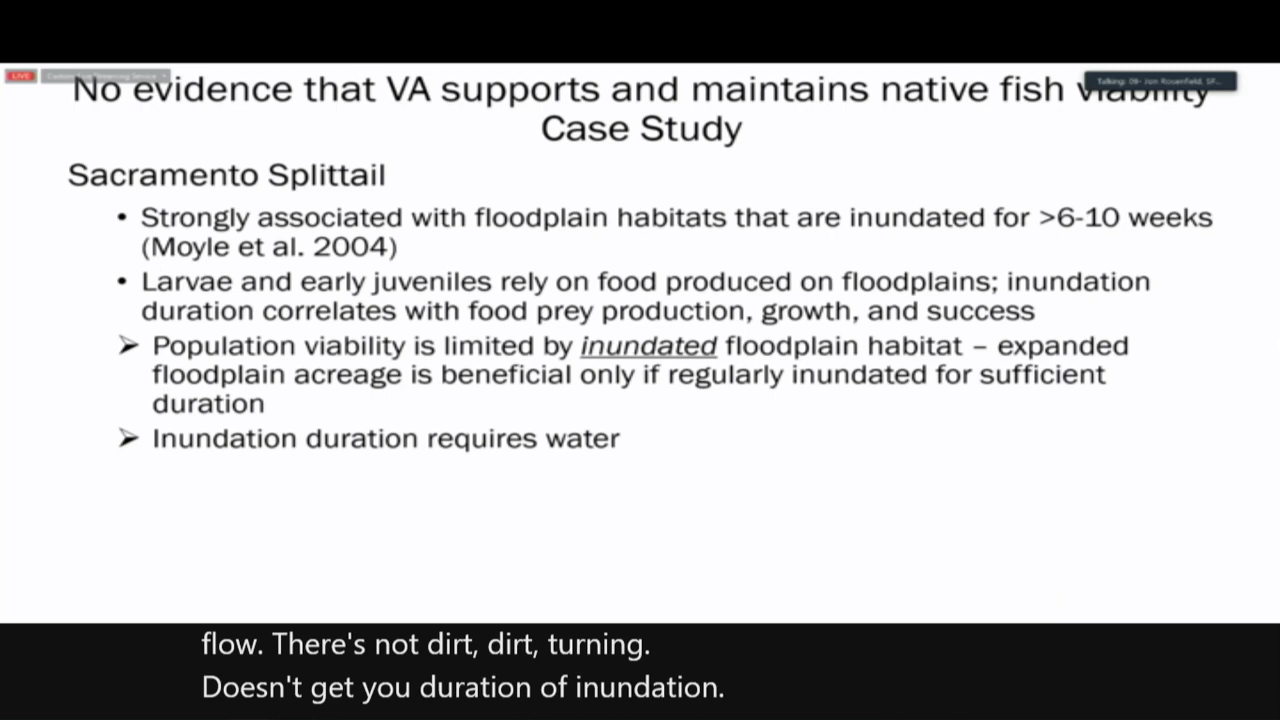 LIVE
No evidence that VA supports and maintains native fish viability
Case Study
Sacramento Splittail
• Strongly associated with floodplain habitats that are inundated for >6-10 weeks
(Moyle et al. 2004)
• Larvae and early juveniles rely on food produced on floodplains; inundation
duration correlates with food prey production, growth, and success
➢ Population viability is limited by inundated floodplain habitat – expanded
floodplain acreage is beneficial only if regularly inundated for sufficient
duration
➢ Inundation duration requires water
flow. There's not dirt, dirt, turning.
Doesn't get you duration of inundation.